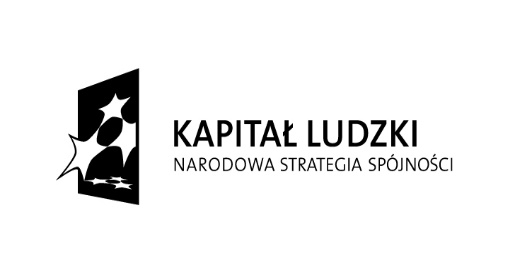 KAPITAŁ LUDZKI
NARODOWA STRATEGIA SPÓJNOŚCI